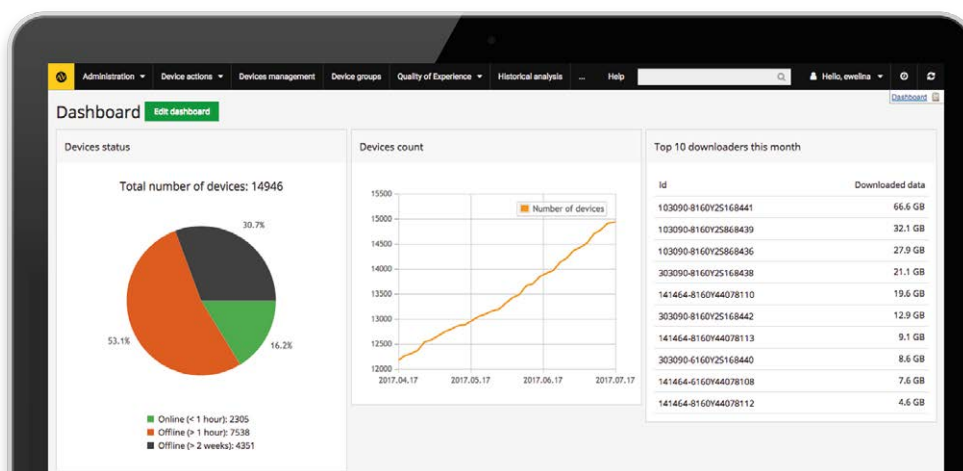 Administration Device actions Devices management Device groups Quality of Experience Historical analysis ... Help Hello, ewelina
Dashboard
Dashboard Edit dashboard
Devices status
Total number of devices: 14946
30.7%
53.1%
16.2%
Online (< 1 hour): 2305
Offline (> 1 hour): 7538
Offline (> 2 weeks): 4351
Devices count
Number of devices
15500
15000
14500
14000
13500
13000
12500
12000
2017.04.17 2017.05.17 2017.06.17 2017.07.17
Top 10 downloaders this month
Id Downloaded data
103090-8160Y2S168441 66.6 GB
103090-8160Y2S868439 32.1 GB
103090-8160Y2S868436 27.9 GB
303090-8160Y2S168438 21.1 GB
141464-8160Y44078110 19.6 GB
303090-8160Y2S168442 12.9 GB
141464-8160Y44078113 9.1 GB
303090-6160Y2S168440 8.6 GB
141464-6160Y44078108 7.6 GB
141464-8160Y44078112 4.6 GB